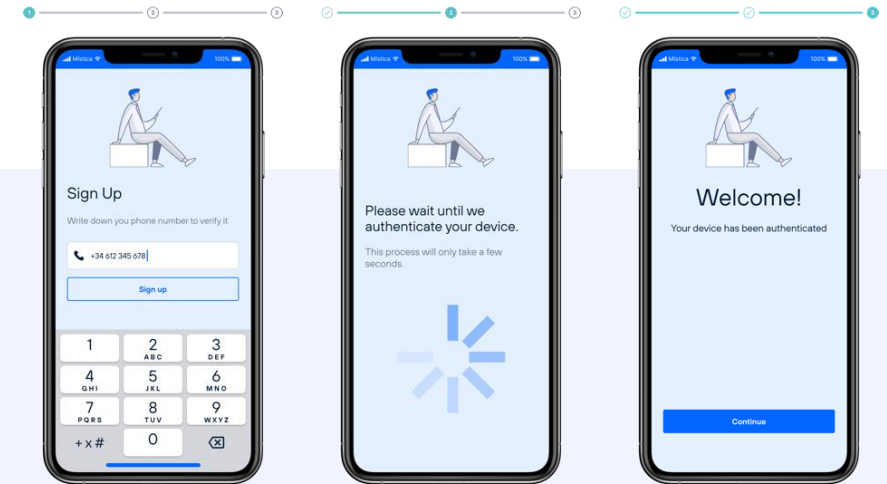 1 2 3
2 3
3
Mística 100%
Sign Up
Write down you phone number to verify it
+34 612 345 678
Sign up
1 2 3
ABC DEF
4 5 6
GHI JKL MNO
7 8 9
PQRS TUV WXYZ
+ x # 0
Mística 100%
Please wait until we
authenticate your device.
This process will only take a few
seconds.
Mística 100%
Welcome!
Your device has been authenticated
Continue